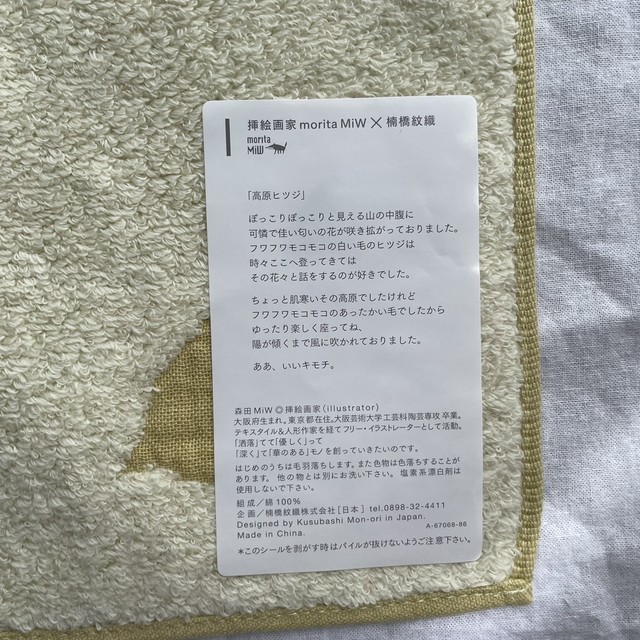 挿絵画家 morita MiW × 楠橋紋織
morita
MiW
「高原ヒツジ」
ぽっこりぽっこりと見える山の中腹に
可憐で佳い匂いの花が咲き拡がっておりました。
フワフワモコモコの白い毛のヒツジは
時々ここへ登ってきては
その花々と話をするのが好きでした。
ちょっと肌寒いその高原でしたけれど
フワフワモコモコのあったかい毛でしたから
ゆったり楽しく座ってね、
陽が傾くまで風に吹かれておりました。
ああ、いいキモチ。
森田MiW◎挿絵画家(illustrator)
大阪府生まれ。東京都在住。大阪芸術大学工芸科陶芸専攻 卒業。
テキスタイル&人形作家を経てフリー・イラストレーターとして活動。
「洒落」てて「優しく」って
「深く」て「華のある」モノを創っていきたいのです。
はじめのうちは毛羽落ちします。また色物は色落ちすることが
あります。 他の物とは別にお洗い下さい。 塩素系漂白剤は
使用しないで下さい。
組成／綿100%
企画／楠橋紋織株式会社[日本] tel.0898-32-4411
Designed by Kusubashi Mon-ori in Japan.
Made in China.
A-67068-86
＊このシールを剥がす時はパイルが抜けないようご注意下さい。